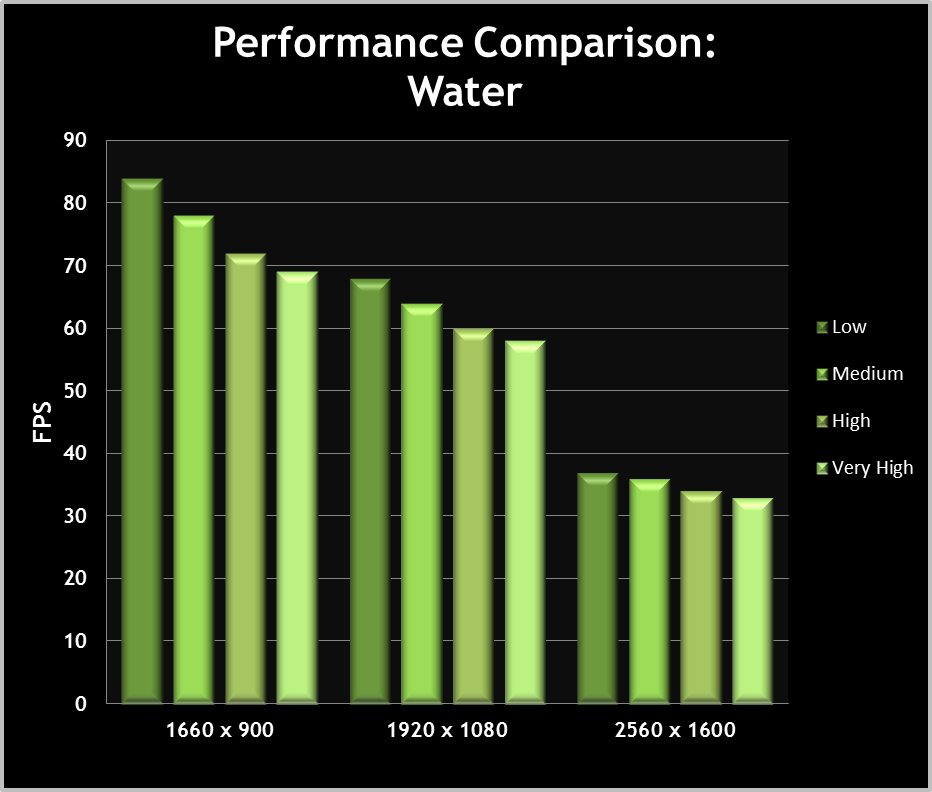 Performance Comparison:
Water
90
80
70
60
50
40
30
20
10
0
FPS
1660 x 900
1920 x 1080
2560 x 1600
Low
Medium
High
Very High